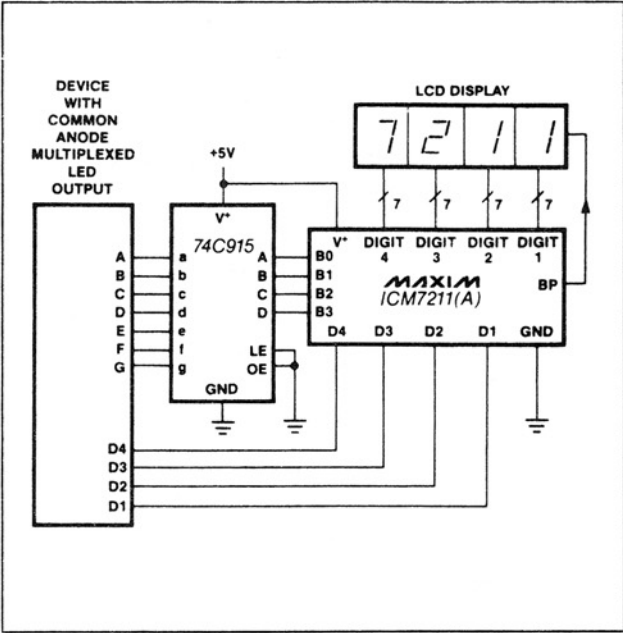 DEVICE
WITH
COMMON
ANODE
MULTIPLEXED
LED
OUTPUT
LCD DISPLAY
7 2 1 1
+5V
7 7 7 7
V+
74C915
V+ DIGIT 4 DIGIT 3 DIGIT 2 DIGIT 1
MAXIM
ICM7211(A)
BP
A a A B0
B b B B1
C c C B2
D d D B3
E e
F f LE
G g OE
D4 D3 D2 D1 GND
GND
D4
D3
D2
D1